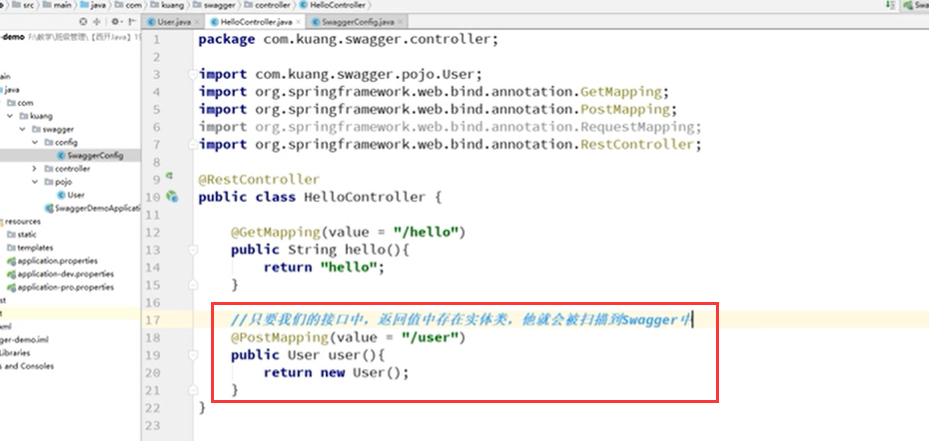 src main java com kuang swagger controller HelloController
User.java HelloController.java SwaggerConfig.java
-demo F:\教学\班级管理\【西开Java】19
java
com
kuang
swagger
config
SwaggerConfig
controller
pojo
User
SwaggerDemoApplicati
resources
static
templates
application.properties
application-dev.properties
application-pro.properties
ger-demo.iml
Libraries
s and Consoles
1 package com.kuang.swagger.controller;
2
3 import com.kuang.swagger.pojo.User;
4 import org.springframework.web.bind.annotation.GetMapping;
5 import org.springframework.web.bind.annotation.PostMapping;
6 import org.springframework.web.bind.annotation.RequestMapping;
7 import org.springframework.web.bind.annotation.RestController;
8
9 @RestController
10 public class HelloController {
11
12 @GetMapping(value = "/hello")
13 public String hello(){
14 return "hello";
15 }
16
17 //只要我们的接口中，返回值中存在实体类，他就会被扫描到Swagger中
18 @PostMapping(value = "/user")
19 public User user(){
20 return new User();
21 }
22 }
23